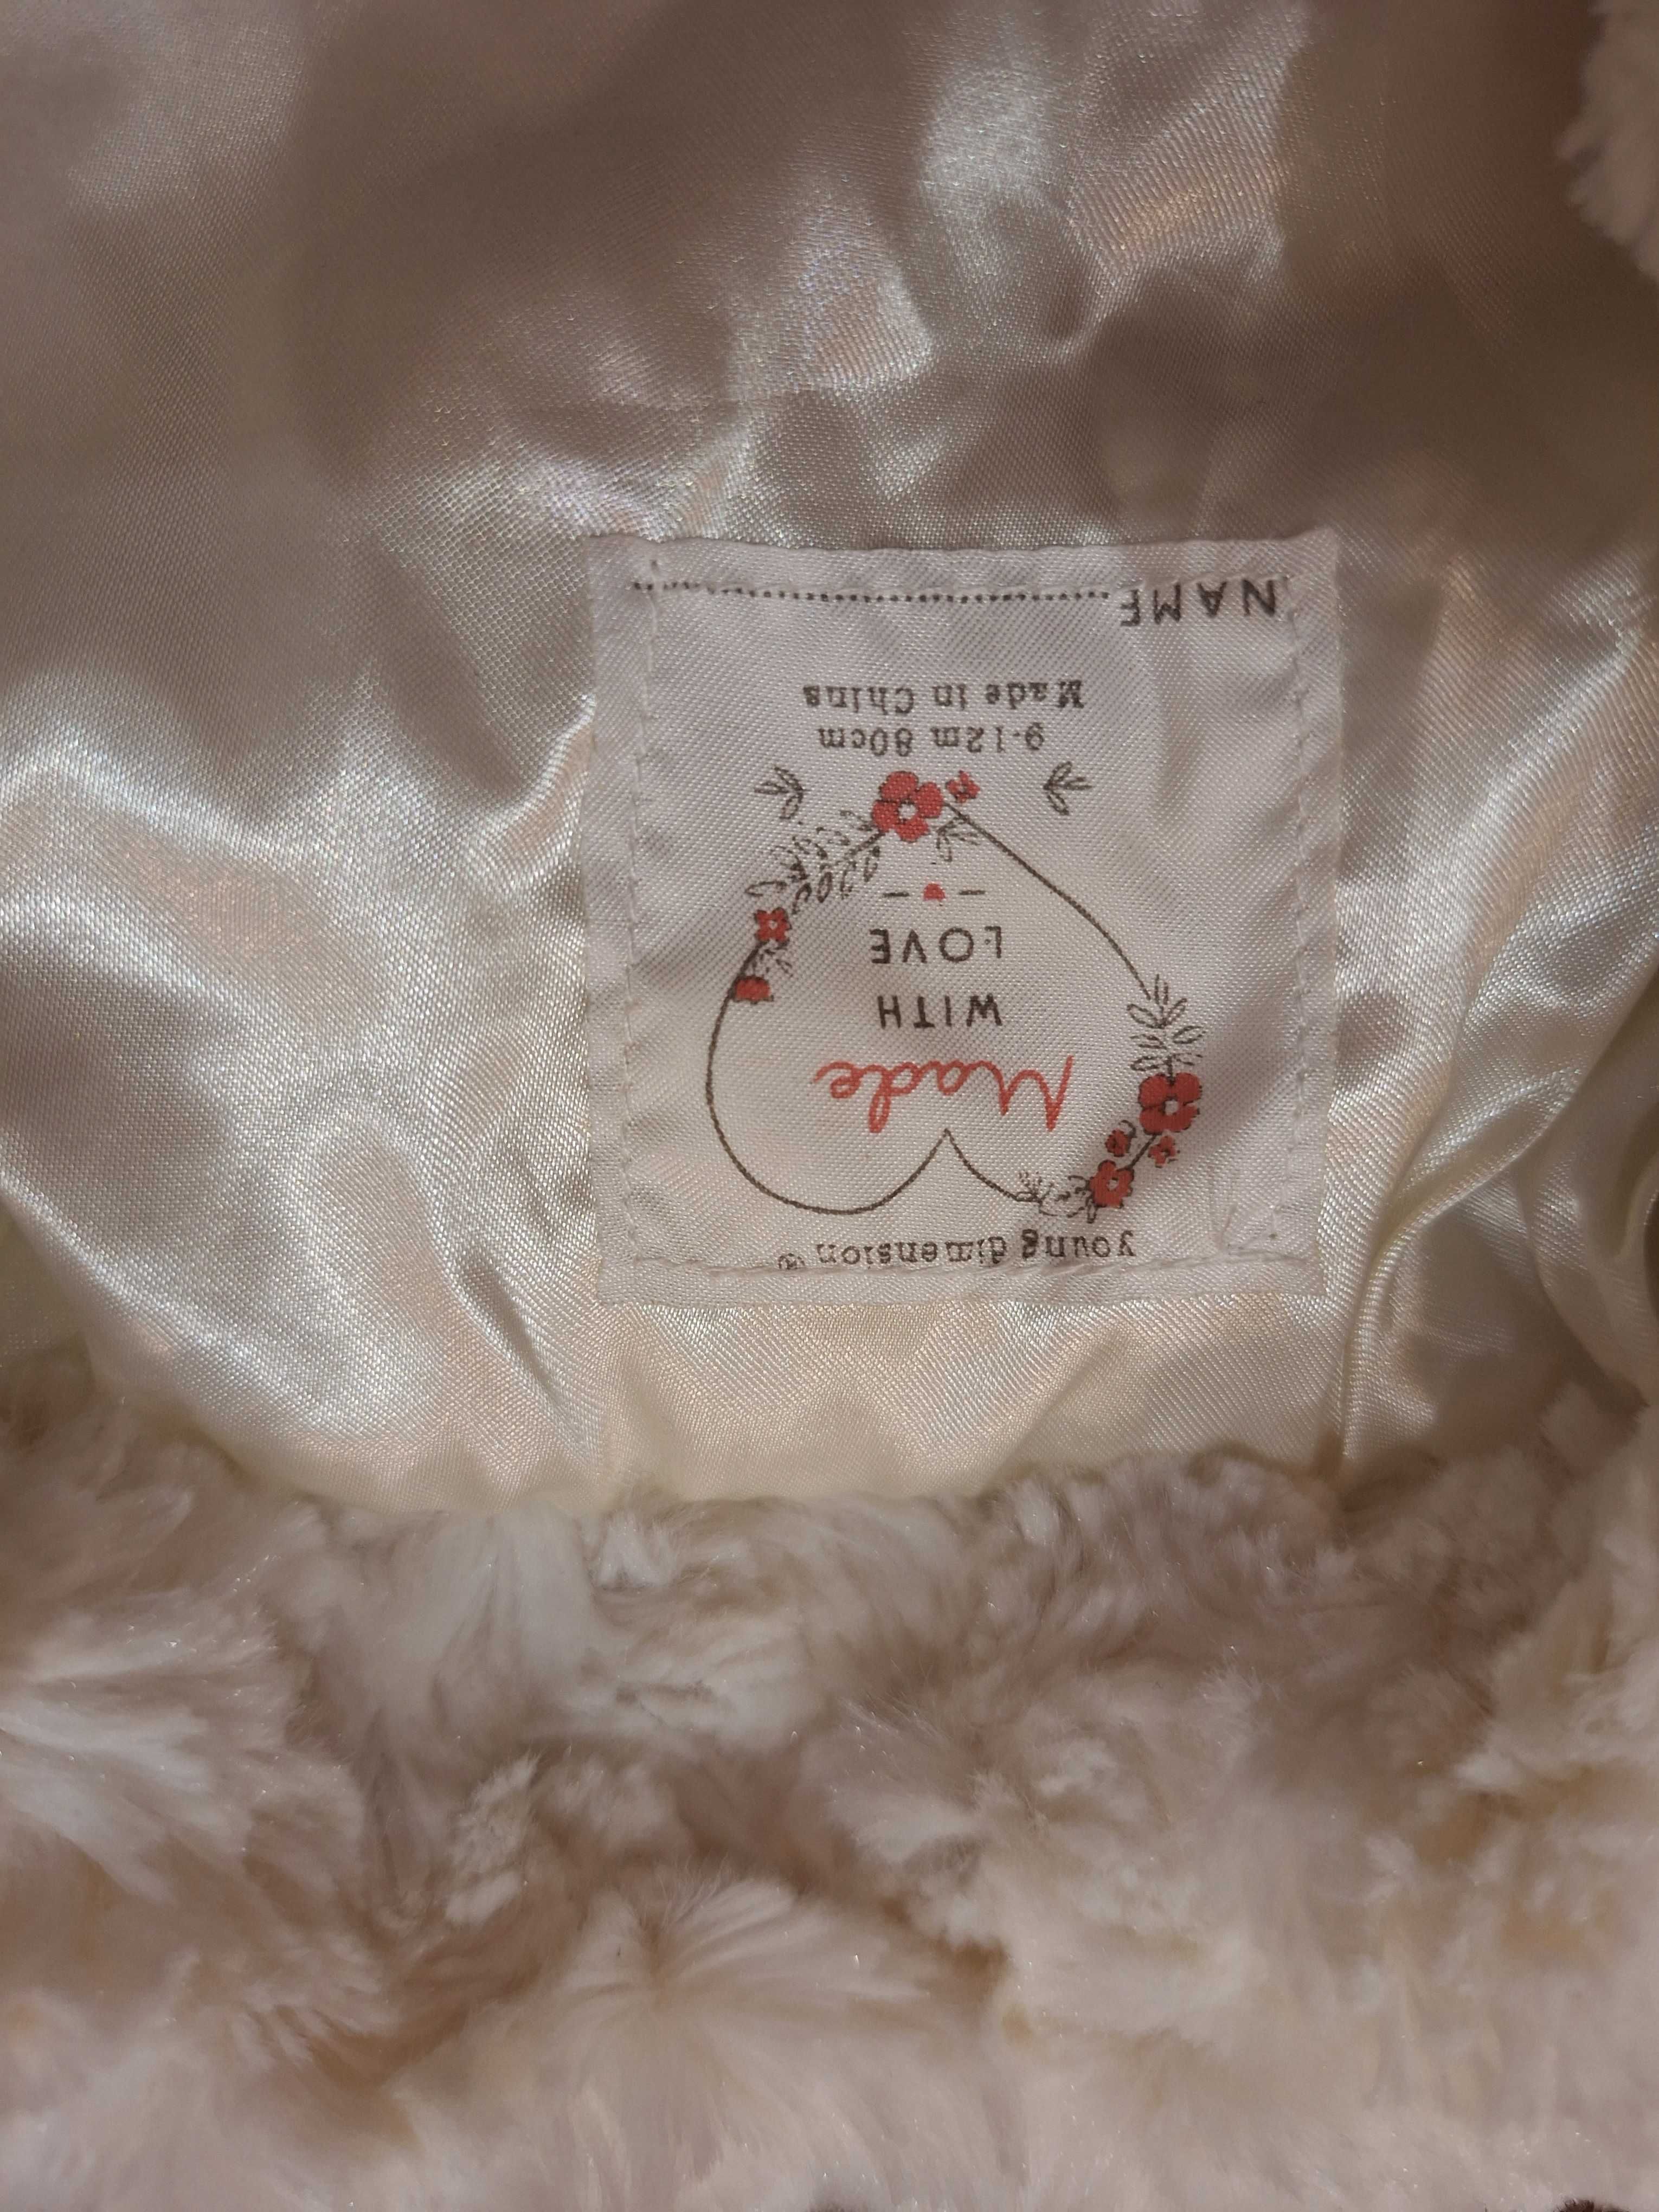 young dimension ®
Made
WITH
LOVE
9-12m 80cm
Made in China
NAME